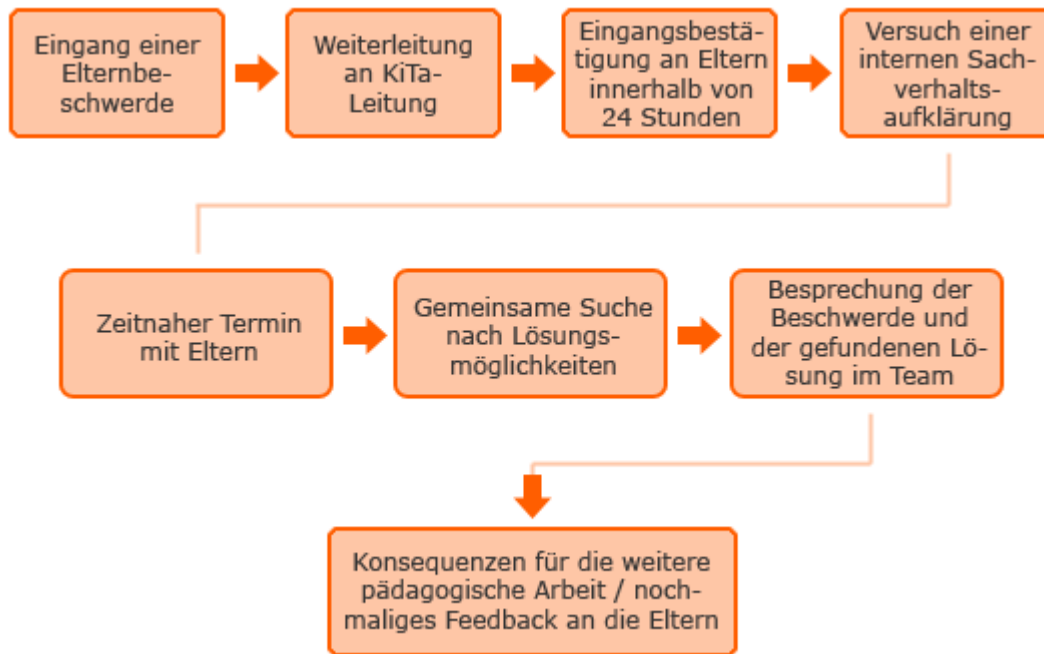 Eingang einer
Elternbe-
schwerde
Weiterleitung
an KiTa-
Leitung
Eingangsbestä-
tigung an Eltern
innerhalb von
24 Stunden
Versuch einer
internen Sach-
verhalts-
aufklärung
Zeitnaher Termin
mit Eltern
Gemeinsame Suche
nach Lösungs-
möglichkeiten
Besprechung der
Beschwerde und
der gefundenen Lö-
sung im Team
Konsequenzen für die weitere
pädagogische Arbeit / noch-
maliges Feedback an die Eltern